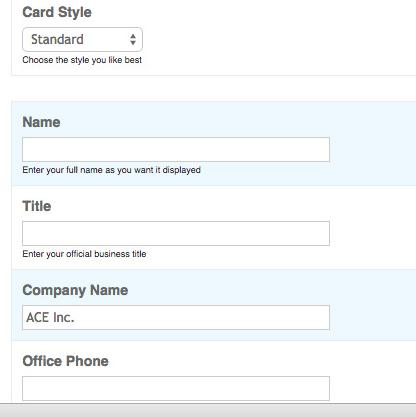 Card Style
Standard
Choose the style you like best
Name
Enter your full name as you want it displayed
Title
Enter your official business title
Company Name
ACE Inc.
Office Phone